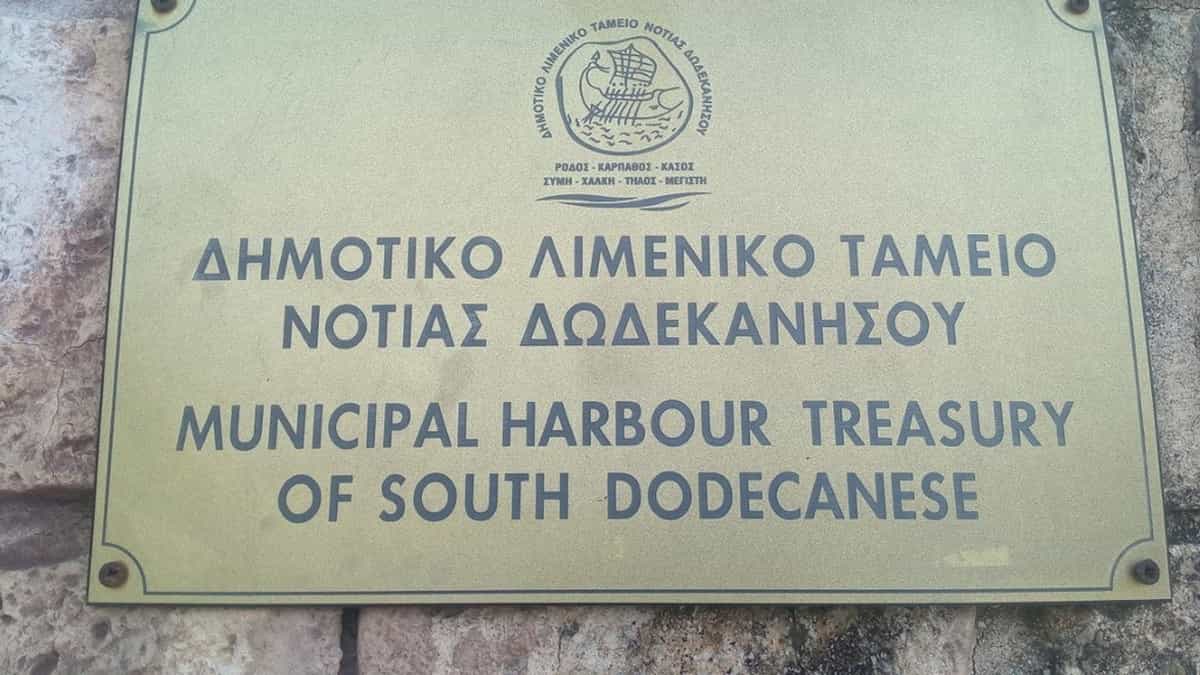 ΔΗΜΟΤΙΚΟ ΛΙΜΕΝΙΚΟ ΤΑΜΕΙΟ ΝΟΤΙΑΣ ΔΩΔΕΚΑΝΗΣΟΥ
ΡΟΔΟΣ - ΚΑΡΠΑΘΟΣ - ΚΑΣΟΣ
ΣΥΜΗ - ΧΑΛΚΗ - ΤΗΛΟΣ - ΜΕΓΙΣΤΗ
ΔΗΜΟΤΙΚΟ ΛΙΜΕΝΙΚΟ ΤΑΜΕΙΟ
ΝΟΤΙΑΣ ΔΩΔΕΚΑΝΗΣΟΥ
MUNICIPAL HARBOUR TREASURY
OF SOUTH DODECANESE